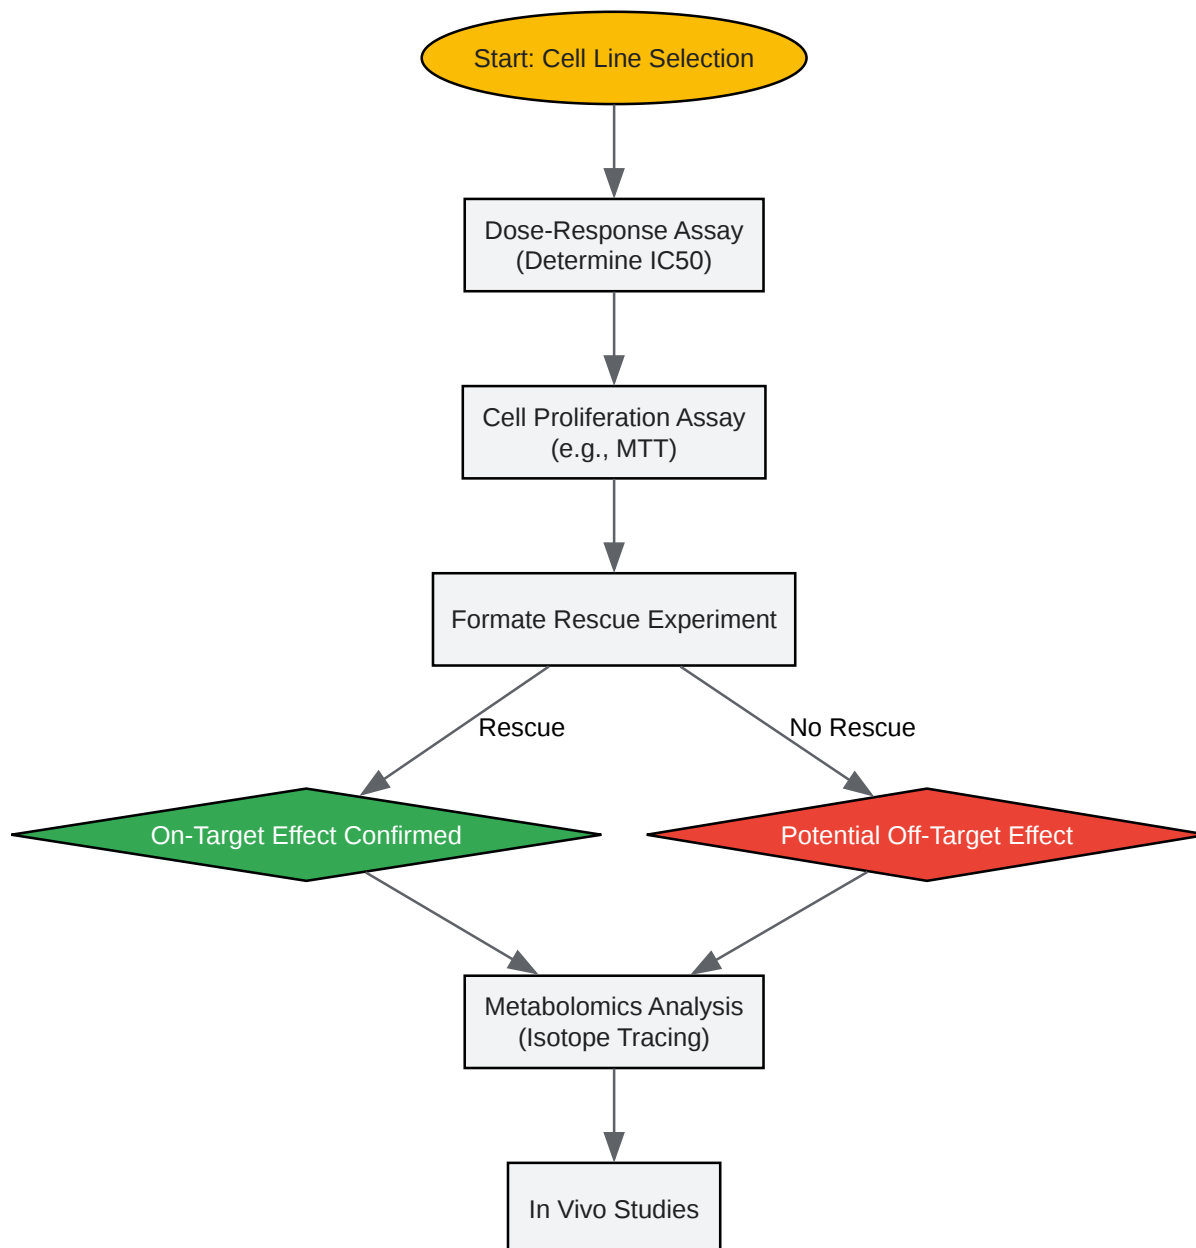 Start: Cell Line Selection
Dose-Response Assay
(Determine IC50)
Cell Proliferation Assay
(e.g., MTT)
Formate Rescue Experiment
Rescue
No Rescue
On-Target Effect Confirmed
Potential Off-Target Effect
Metabolomics Analysis
(Isotope Tracing)
In Vivo Studies